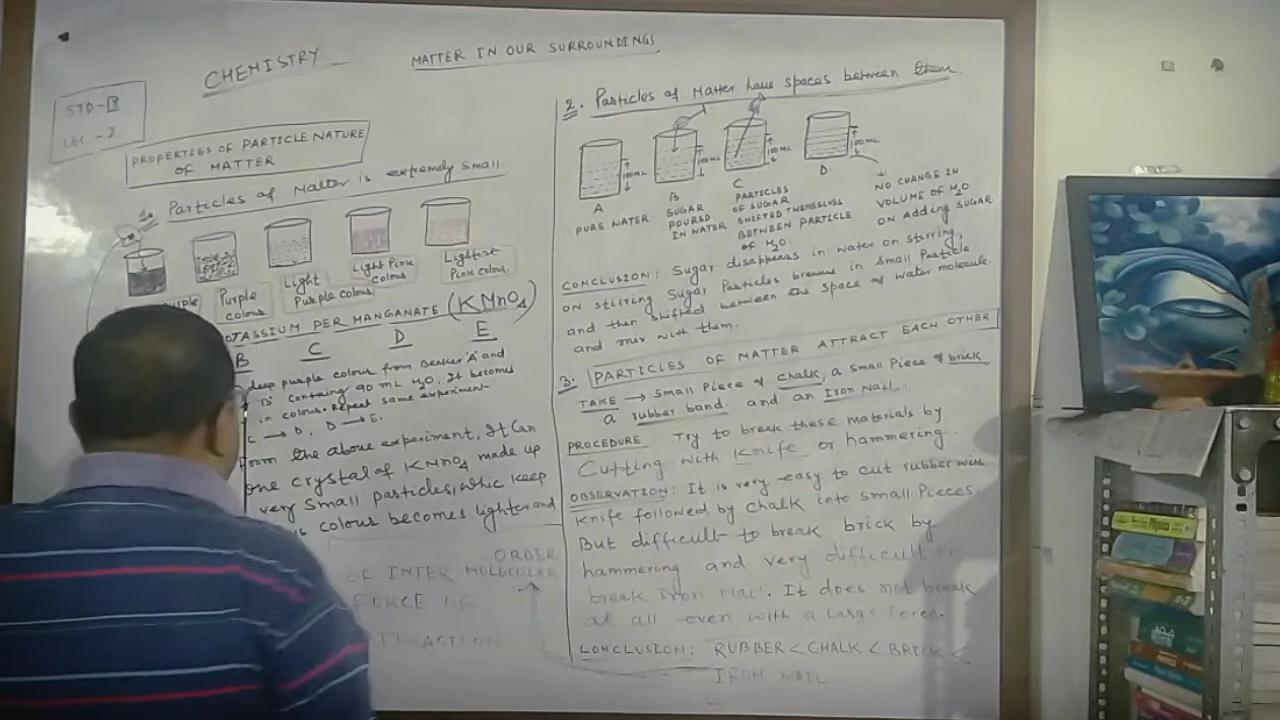 CHEMISTRY
MATTER IN OUR SURROUNDINGS
STD-
LEC-2
PROPERTIES OF PARTICLE NATURE
OF MATTER
1. Particles of Matter is extremely small
Purple
colour
Light
Purple colour
Light Pink
colour
Lightest
Pink colour.
OTASSIUM PER MANGANATE (KMnO4)
B C D E
deep purple colour from Beaker 'A' and
'B' containing 90 mL H2O. It becomes
in colour. Repeat same experiment
C → D, D → E.
From the above experiment, It can
one crystal of KMnO4 made up
very small particles, whic keep
colour becomes lighter and
ORDER
OF INTER MOLECULAR
FORCE OF
2. Particles of Matter have spaces between them
100 ML
100 ML
100 ML
100 ML
A
B
C
D
PURE WATER
SUGAR
POURED
IN WATER
PARTICLES
OF SUGAR
SHIFTED THEMSELVES
BETWEEN PARTICLE
OF H2O.
NO CHANGE IN
VOLUME OF H2O
ON Adding SUGAR
CONCLUSION: Sugar disappears in water on stirring,
on stirring Sugar Particles in small Particle
and then shifted between the space of water molecule.
and mix with them.
3. PARTICLES OF MATTER ATTRACT EACH OTHER
TAKE → Small Piece of chalk, a small Piece of brick
a rubber band. and an Iron Nail.
PROCEDURE Try to break these materials by
Cutting with Knife or hammering
OBSERVATION: It is very easy to cut rubber with
Knife followed by chalk into small Pieces.
But difficult to break brick by
hammering and very difficult to
break Iron Nail. It does not break
at all even with a Large force.
CONCLUSION: RUBBER < CHALK < BRICK <
IRON NAIL